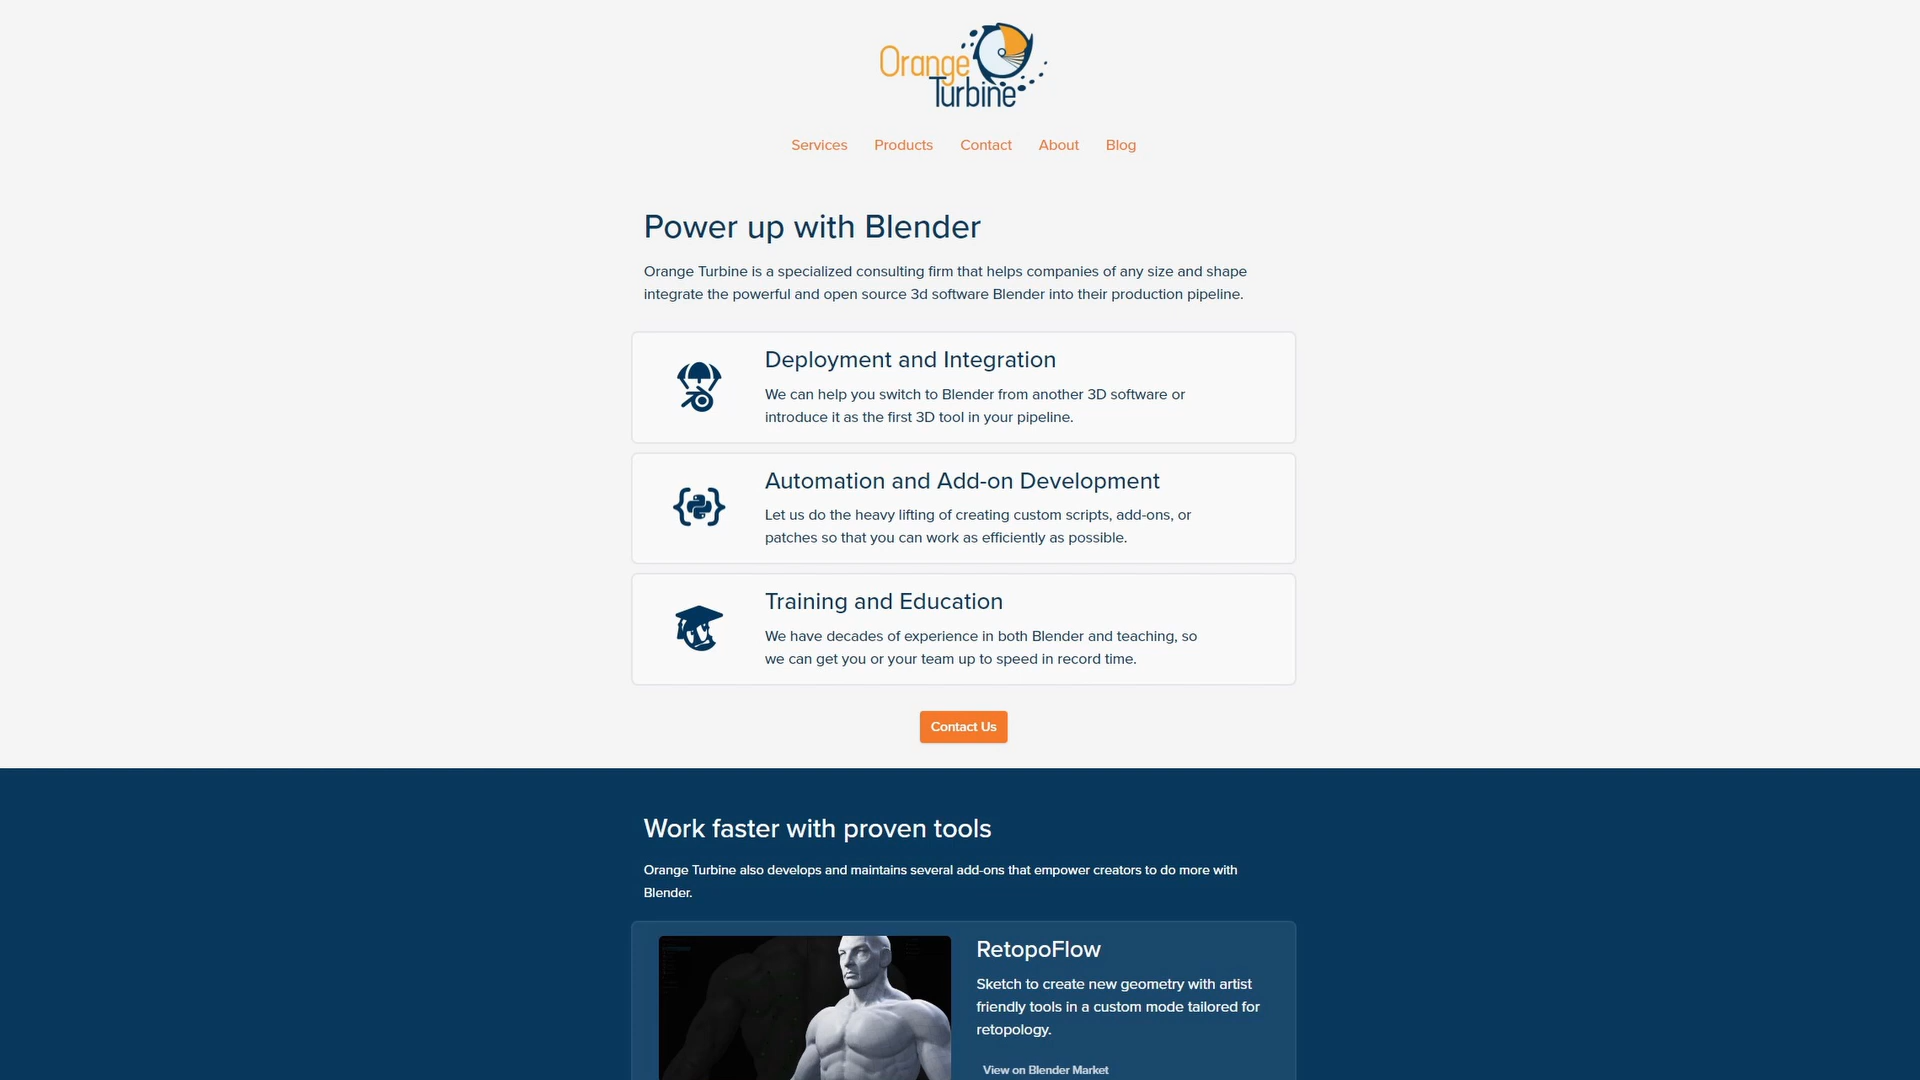 Orange
Turbine
Services Products Contact About Blog
Power up with Blender
Orange Turbine is a specialized consulting firm that helps companies of any size and shape
integrate the powerful and open source 3d software Blender into their production pipeline.
Deployment and Integration
We can help you switch to Blender from another 3D software or
introduce it as the first 3D tool in your pipeline.
Automation and Add-on Development
Let us do the heavy lifting of creating custom scripts, add-ons, or
patches so that you can work as efficiently as possible.
Training and Education
We have decades of experience in both Blender and teaching, so
we can get you or your team up to speed in record time.
Contact Us
Work faster with proven tools
Orange Turbine also develops and maintains several add-ons that empower creators to do more with
Blender.
RetopoFlow
Sketch to create new geometry with artist
friendly tools in a custom mode tailored for
retopology.
View on Blender Market